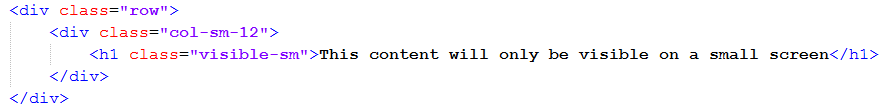 <div class="row">
<div class="col-sm-12">
<h1 class="visible-sm">This content will only be visible on a small screen</h1>
</div>
</div>